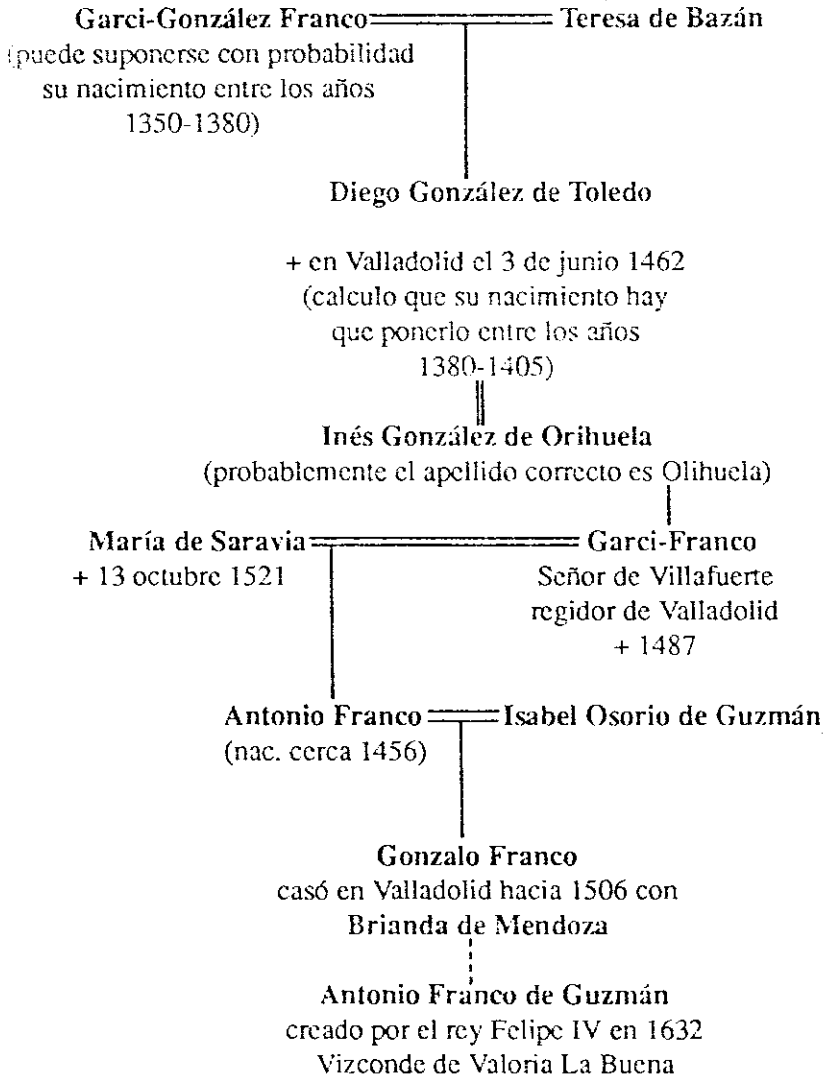 Garci-González Franco Teresa de Bazán
(puede suponerse con probabilidad
su nacimiento entre los años
1350-1380)
Diego González de Toledo
+ en Valladolid el 3 de junio 1462
(calculo que su nacimiento hay
que ponerlo entre los años
1380-1405)
Inés González de Orihuela
(probablemente el apellido correcto es Olihuela)
María de Saravia Garci-Franco
+ 13 octubre 1521 Señor de Villafuerte
regidor de Valladolid
+ 1487
Antonio Franco Isabel Osorio de Guzmán
(nac. cerca 1456)
Gonzalo Franco
casó en Valladolid hacia 1506 con
Brianda de Mendoza
Antonio Franco de Guzmán
creado por el rey Felipe IV en 1632
Vizconde de Valoria La Buena